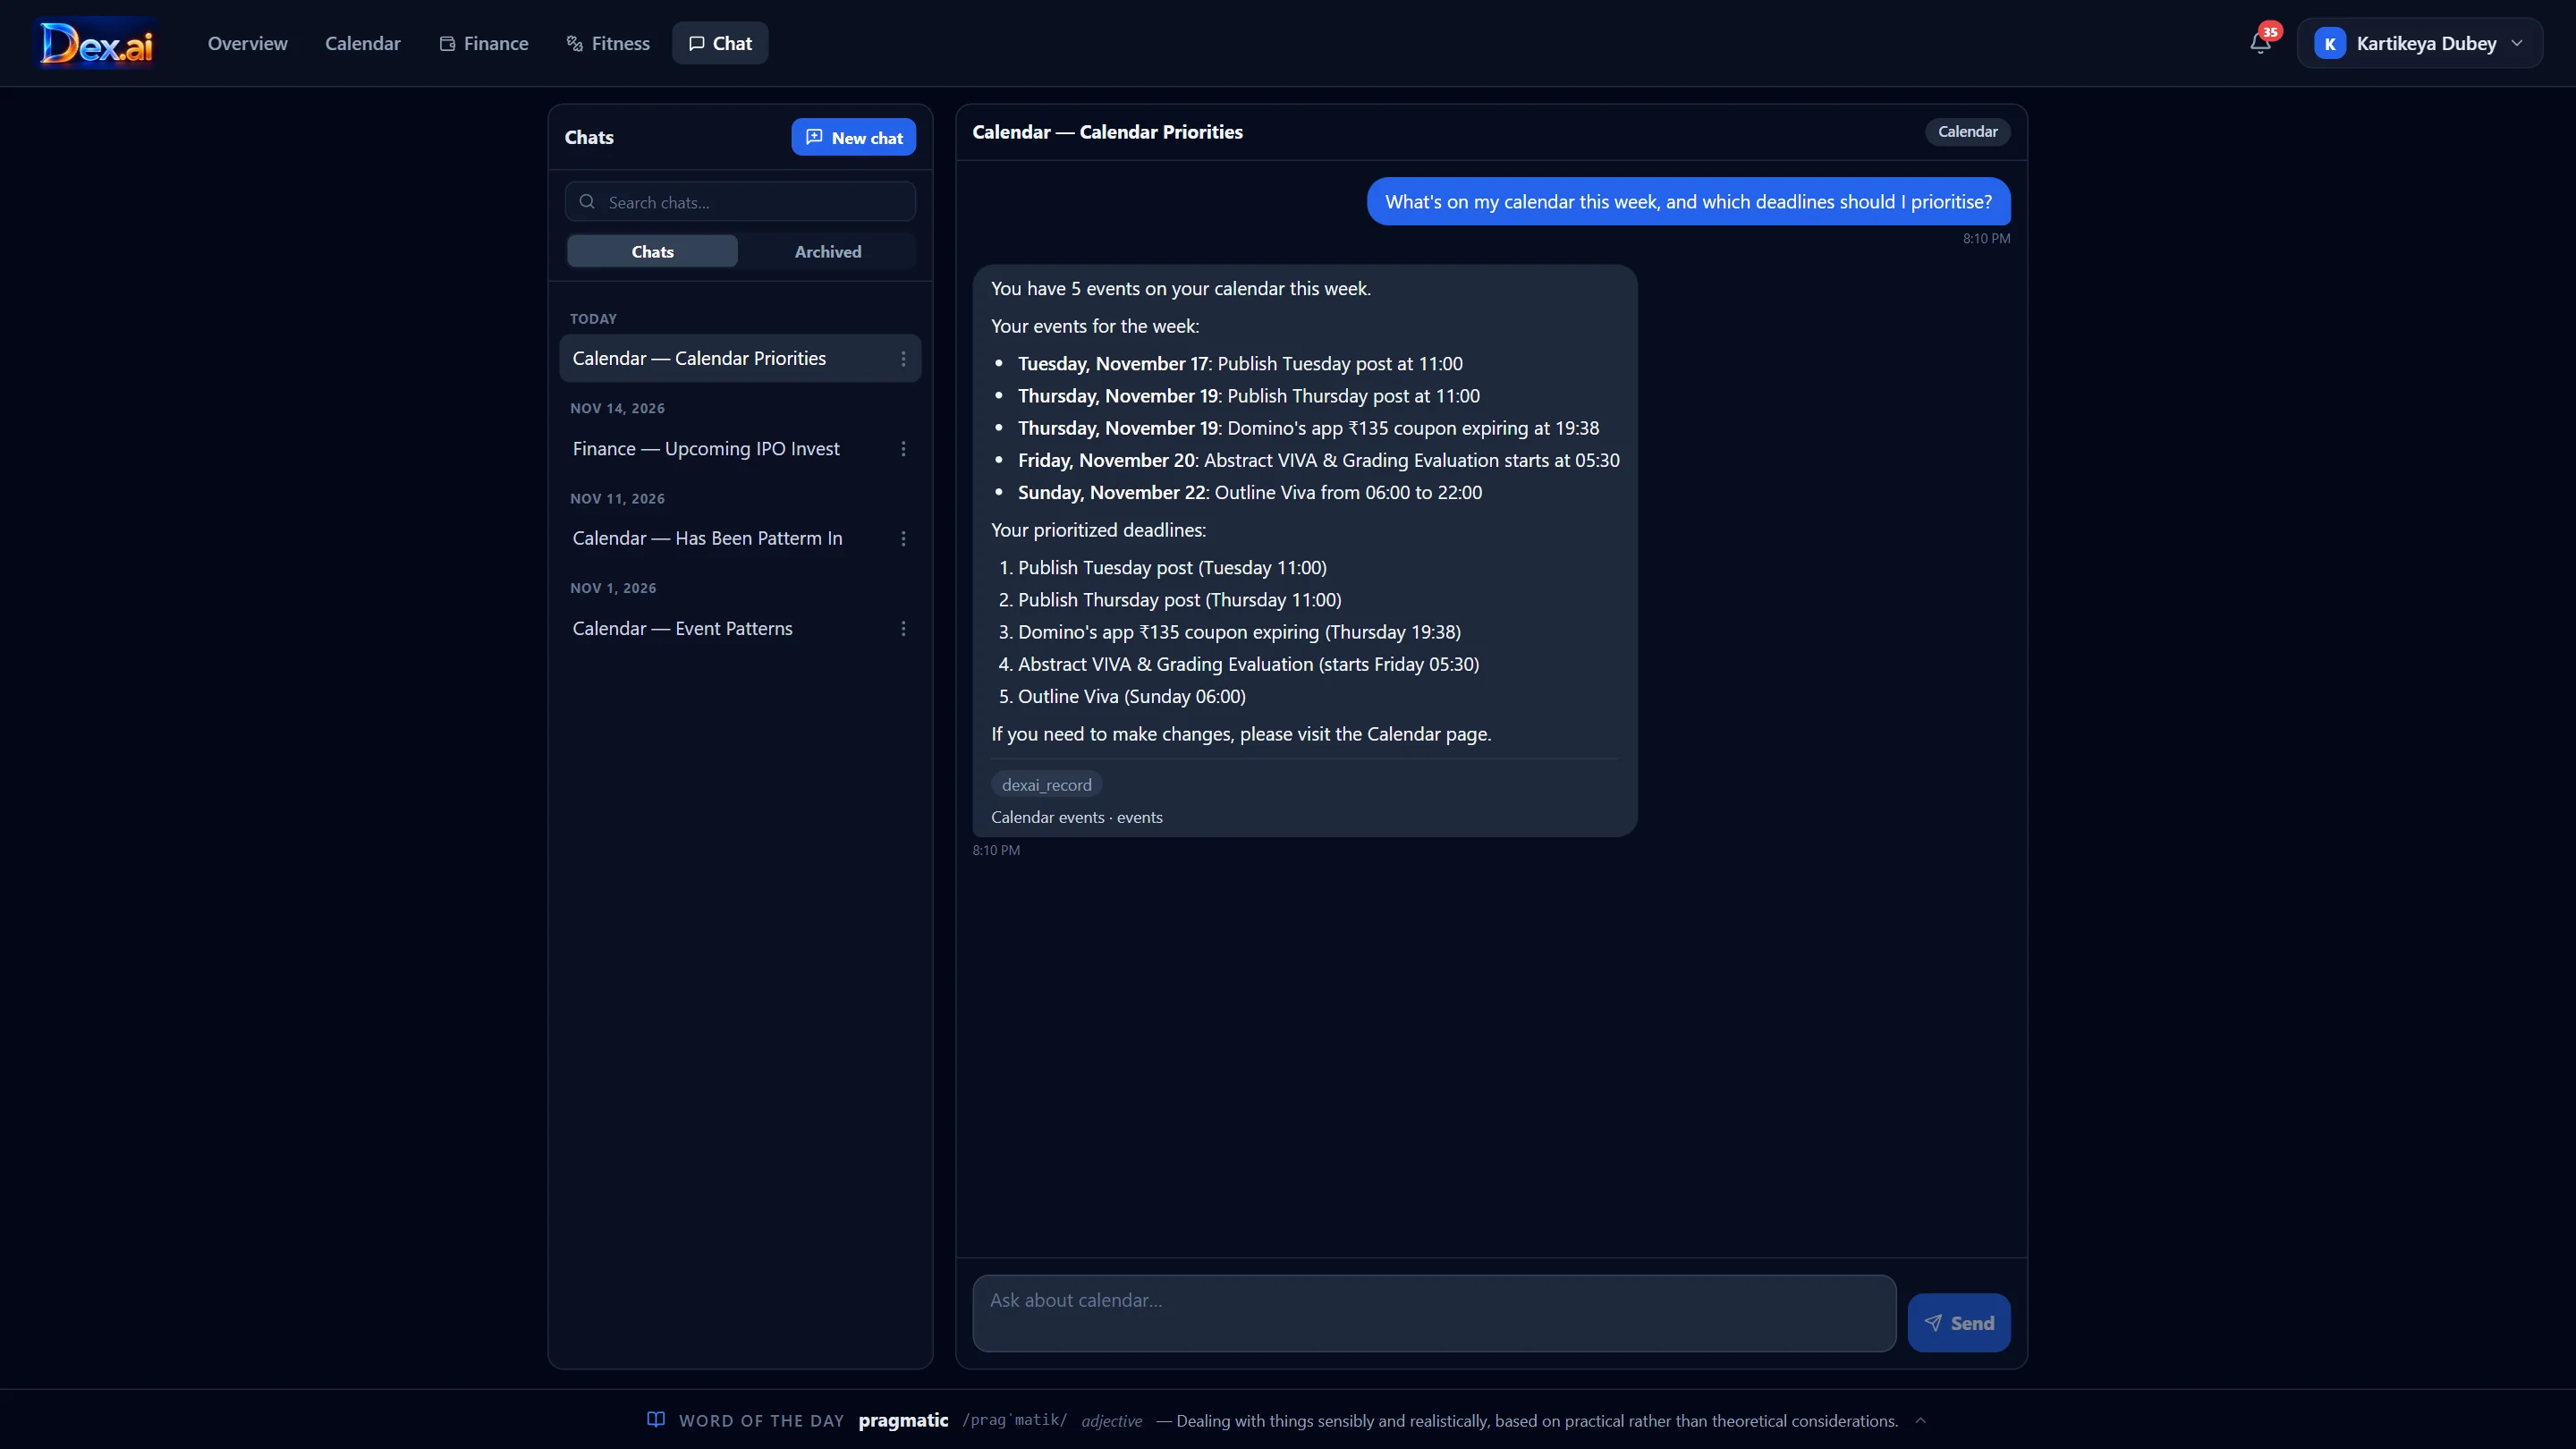 Dex.ai
Overview
Calendar
Finance
Fitness
Chat
35
K
Kartikeya Dubey
Chats
New chat
Search chats...
Chats
Archived
TODAY
Calendar — Calendar Priorities
NOV 14, 2026
Finance — Upcoming IPO Invest
NOV 11, 2026
Calendar — Has Been Patterm In
NOV 1, 2026
Calendar — Event Patterns
Calendar — Calendar Priorities
Calendar
What's on my calendar this week, and which deadlines should I prioritise?
8:10 PM
You have 5 events on your calendar this week.
Your events for the week:
• Tuesday, November 17: Publish Tuesday post at 11:00
• Thursday, November 19: Publish Thursday post at 11:00
• Thursday, November 19: Domino's app ₹135 coupon expiring at 19:38
• Friday, November 20: Abstract VIVA & Grading Evaluation starts at 05:30
• Sunday, November 22: Outline Viva from 06:00 to 22:00
Your prioritized deadlines:
1. Publish Tuesday post (Tuesday 11:00)
2. Publish Thursday post (Thursday 11:00)
3. Domino's app ₹135 coupon expiring (Thursday 19:38)
4. Abstract VIVA & Grading Evaluation (starts Friday 05:30)
5. Outline Viva (Sunday 06:00)
If you need to make changes, please visit the Calendar page.
dexai_record
Calendar events · events
8:10 PM
Ask about calendar...
Send
WORD OF THE DAY pragmatic /praɡˈmatik/ adjective — Dealing with things sensibly and realistically, based on practical rather than theoretical considerations.